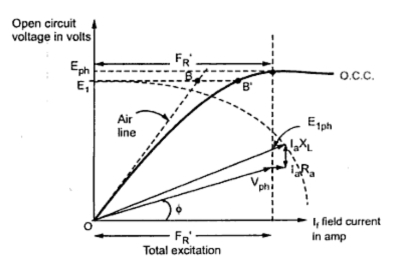 Open circuit
voltage in volts
F_R'
E_ph
E_1
B
B'
O.C.C.
Air
line
E_1ph
I_aX_L
I_aR_a
V_ph
ϕ
O
I_f field current
in amp
F_R'
Total excitation